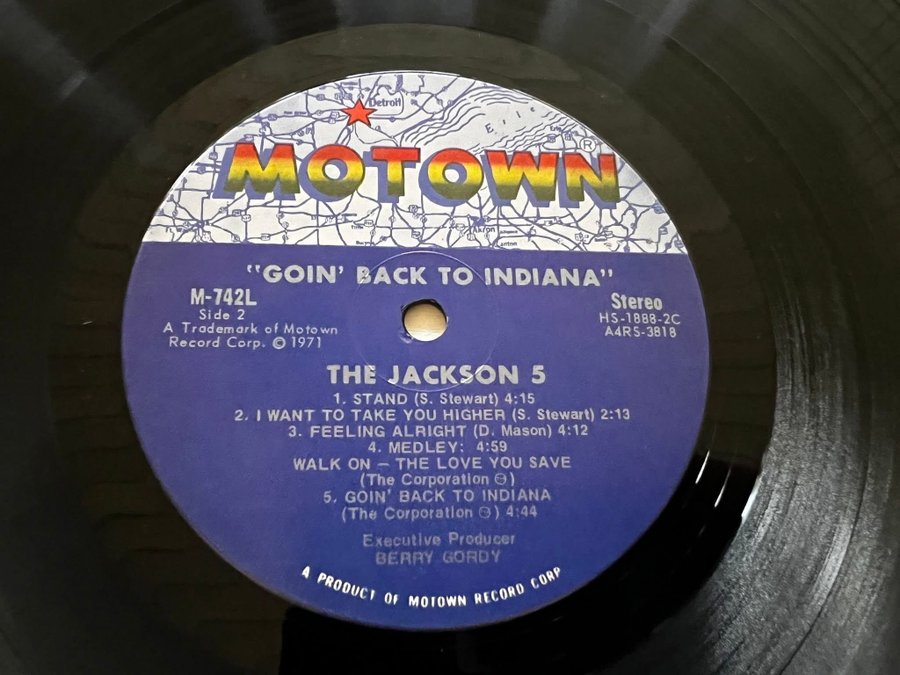 Detroit
Erie
MOTOWN®
Akron
Canton
"GOIN' BACK TO INDIANA"
M-742L
Side 2
A Trademark of Motown
Record Corp. © 1971
Stereo
HS-1888-2C
A4RS-3818
THE JACKSON 5
1. STAND (S. Stewart) 4:15
2. I WANT TO TAKE YOU HIGHER (S. Stewart) 2:13
3. FEELING ALRIGHT (D. Mason) 4:12
4. MEDLEY: 4:59
WALK ON — THE LOVE YOU SAVE
(The Corporation)
5. GOIN' BACK TO INDIANA
(The Corporation) 4:44
Executive Producer
BERRY GORDY
A PRODUCT OF MOTOWN RECORD CORP